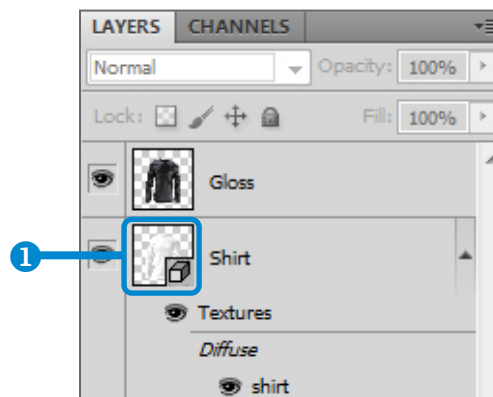 LAYERS CHANNELS
Normal Opacity: 100%
Lock: Fill: 100%
Gloss
1 Shirt
Textures
Diffuse
shirt